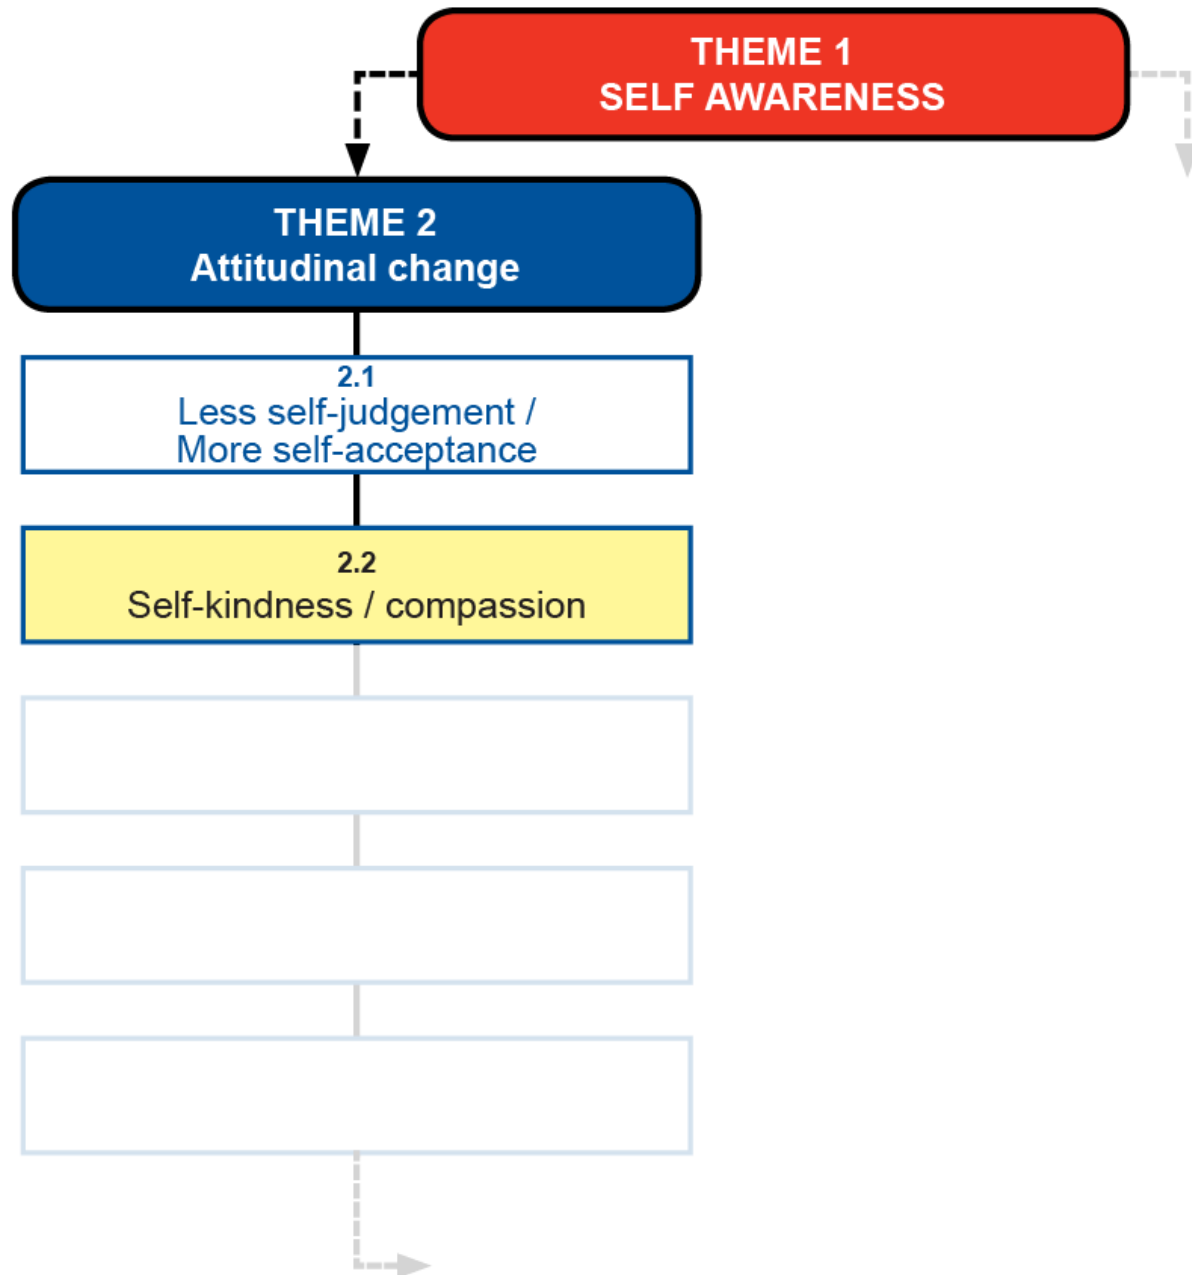 THEME 1
SELF AWARENESS
THEME 2
Attitudinal change
2.1
Less self-judgement /
More self-acceptance
2.2
Self-kindness / compassion